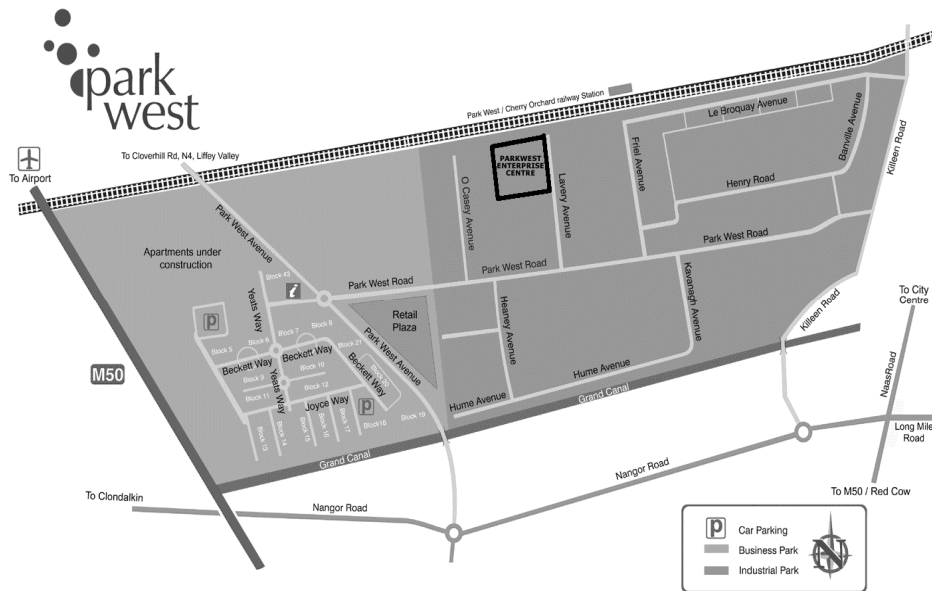 park
west
Park West / Cherry Orchard railway Station
Le Broquay Avenue
Banville Avenue
Killeen Road
To Cloverhill Rd, N4, Liffey Valley
To Airport
PARKWEST
ENTERPRISE
CENTRE
O Casey Avenue
Lavery Avenue
Friel Avenue
Henry Road
Park West Avenue
Apartments under
construction
Park West Road
Park West Road
Park West Road
Block 43
i
Yeats Way
P
Retail
Plaza
Heaney Avenue
Kavanagh Avenue
Killeen Road
To City
Centre
Block 7
Block 8
Block 5
Block 6
Block 21
Park West Avenue
Beckett Way
Beckett Way
Beckett Way
Block 10
Block 9
Yeats Way
Block 12
Block 20
Block 11
Joyce Way
P
Hume Avenue
Hume Avenue
Grand Canal
NaasRoad
M50
Block 13
Block 14
Block 15
Block 16
Block 17
Block18
Block 19
Grand Canal
Long Mile
Road
Nangor Road
To M50 / Red Cow
To Clondalkin
Nangor Road
P Car Parking
Business Park
Industrial Park
N